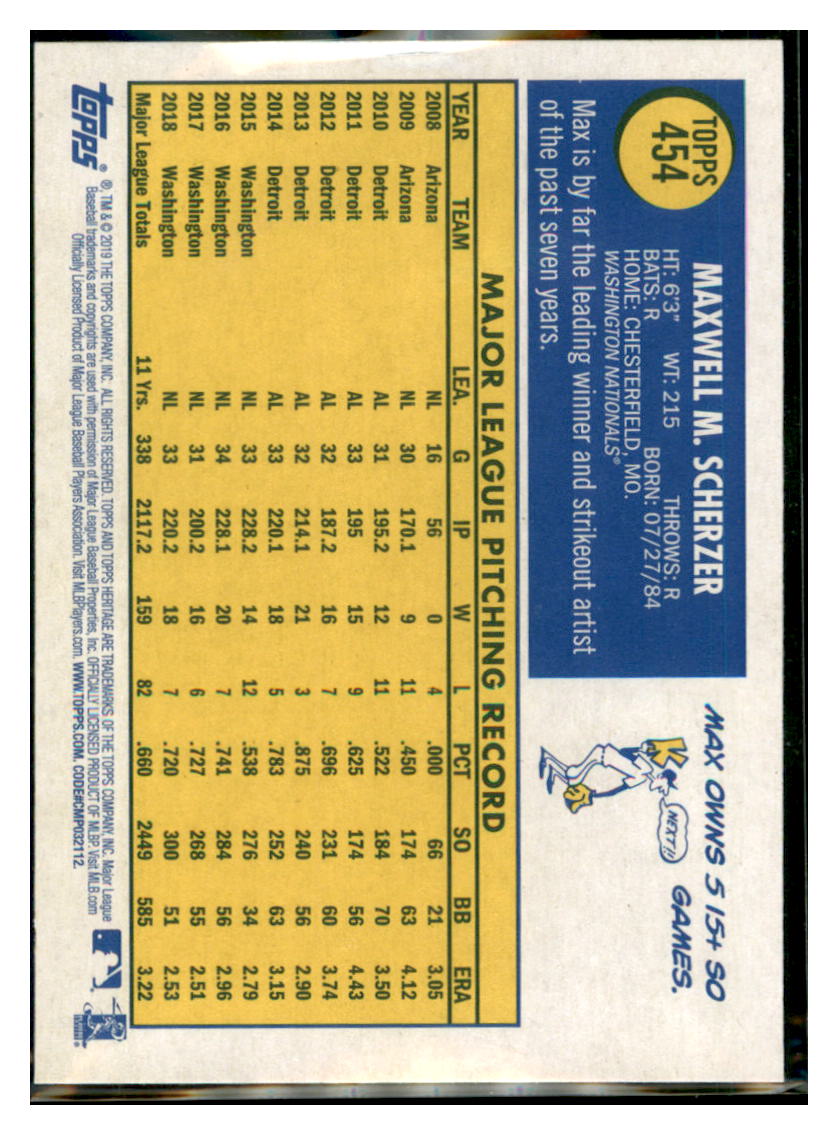 TOPPS
454
MAXWELL M. SCHERZER
HT: 6'3" WT: 215 THROWS: R
BATS: R BORN: 07/27/84
HOME: CHESTERFIELD, MO.
WASHINGTON NATIONALS®
Max is by far the leading winner and strikeout artist
of the past seven years.
MAX OWNS 5 15+ SO
GAMES.
NEXT!!
K
MAJOR LEAGUE PITCHING RECORD
YEAR TEAM LEA. G IP W L PCT SO BB ERA
2008 Arizona NL 16 56 0 4 .000 66 21 3.05
2009 Arizona NL 30 170.1 9 11 .450 174 63 4.12
2010 Detroit AL 31 195.2 12 11 .522 184 70 3.50
2011 Detroit AL 33 195 15 9 .625 174 56 4.43
2012 Detroit AL 32 187.2 16 7 .696 231 60 3.74
2013 Detroit AL 32 214.1 21 3 .875 240 56 2.90
2014 Detroit AL 33 220.1 18 5 .783 252 63 3.15
2015 Washington NL 33 228.2 14 12 .538 276 34 2.79
2016 Washington NL 34 228.1 20 7 .741 284 56 2.96
2017 Washington NL 31 200.2 16 6 .727 268 55 2.51
2018 Washington NL 33 220.2 18 7 .720 300 51 2.53
Major League Totals 11 Yrs. 338 2117.2 159 82 .660 2449 585 3.22
topps®
®, TM & © 2019 THE TOPPS COMPANY, INC. ALL RIGHTS RESERVED. TOPPS AND TOPPS HERITAGE ARE TRADEMARKS OF THE TOPPS COMPANY, INC. Major League
Baseball trademarks and copyrights are used with permission of Major League Baseball Properties, Inc. OFFICIALLY LICENSED PRODUCT OF MLBP. Visit MLB.com
Officially Licensed Product of Major League Baseball Players Association. Visit MLBPlayers.com. WWW.TOPPS.COM. CODE#CMP032112.